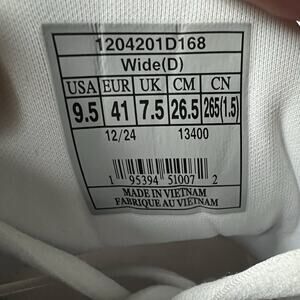 1204201D168
Wide(D)
USA EUR UK CM CN
9.5 41 7.5 26.5 265(1.5)
12/24 13400
1 95394 51007 2
MADE IN VIETNAM
FABRIQUE AU VIETNAM